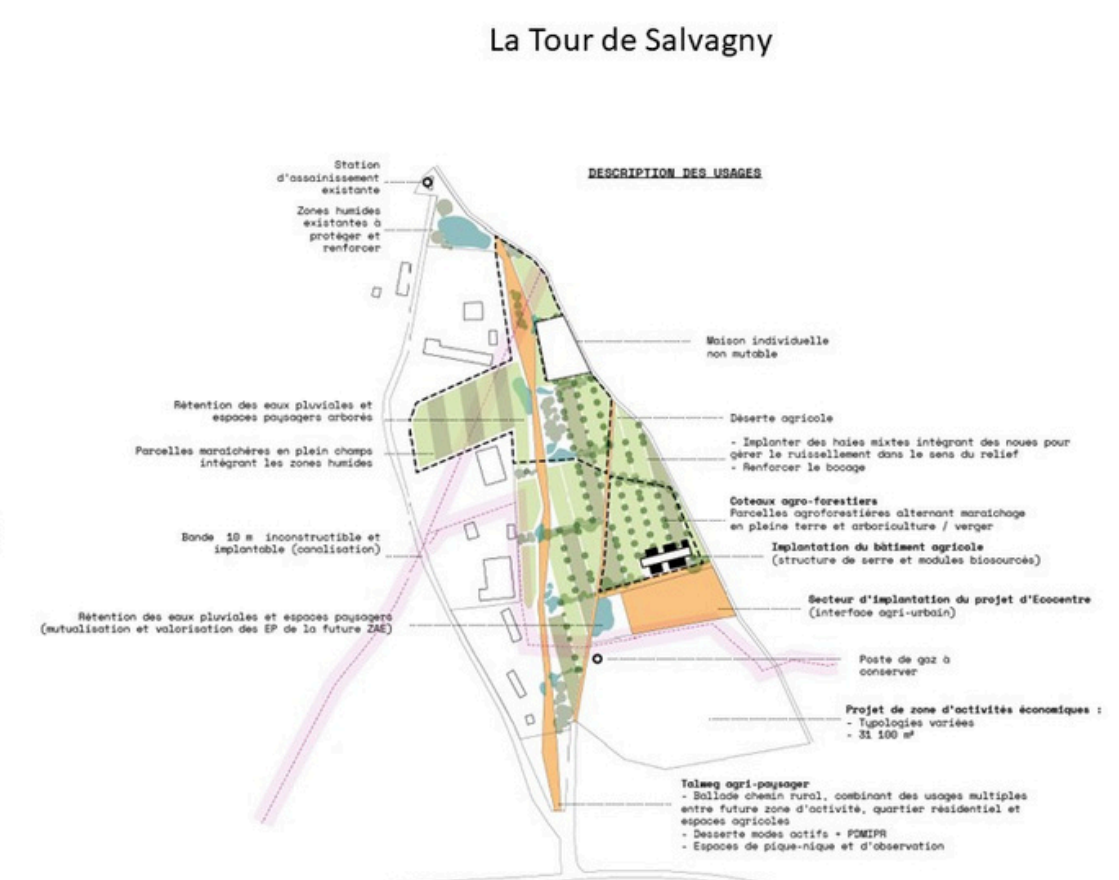 La Tour de Salvagny
DESCRIPTION DES USAGES
Station
d'assainissement
existante
Zones humides
existantes à
protéger et
renforcer
Rétention des eaux pluviales et
espaces paysagers arborés
Parcelles maraîchères en plein champs
intégrant les zones humides
Bande 10 m inconstructible et
implantable (canalisation)
Rétention des eaux pluviales et espaces paysagers
(mutualisation et valorisation des EP de la future ZAE)
Maison individuelle
non mutable
Déserte agricole
- Implanter des haies mixtes intégrant des noues pour
gérer le ruissellement dans le sens du relief
- Renforcer le bocage
Coteaux agro-forestiers
Parcelles agroforestières alternant maraîchage
en pleine terre et arboriculture / verger
Implantation du bâtiment agricole
(structure de serre et modules biosourcés)
Secteur d'implantation du projet d'Ecocentre
(interface agri-urbain)
Poste de gaz à
conserver
Projet de zone d'activités économiques :
- Typologies variées
- 31 100 m²
Talweg agri-paysager
- Ballade chemin rural, combinant des usages multiples
entre future zone d'activité, quartier résidentiel et
espaces agricoles
- Desserte modes actifs + PDMIPR
- Espaces de pique-nique et d'observation